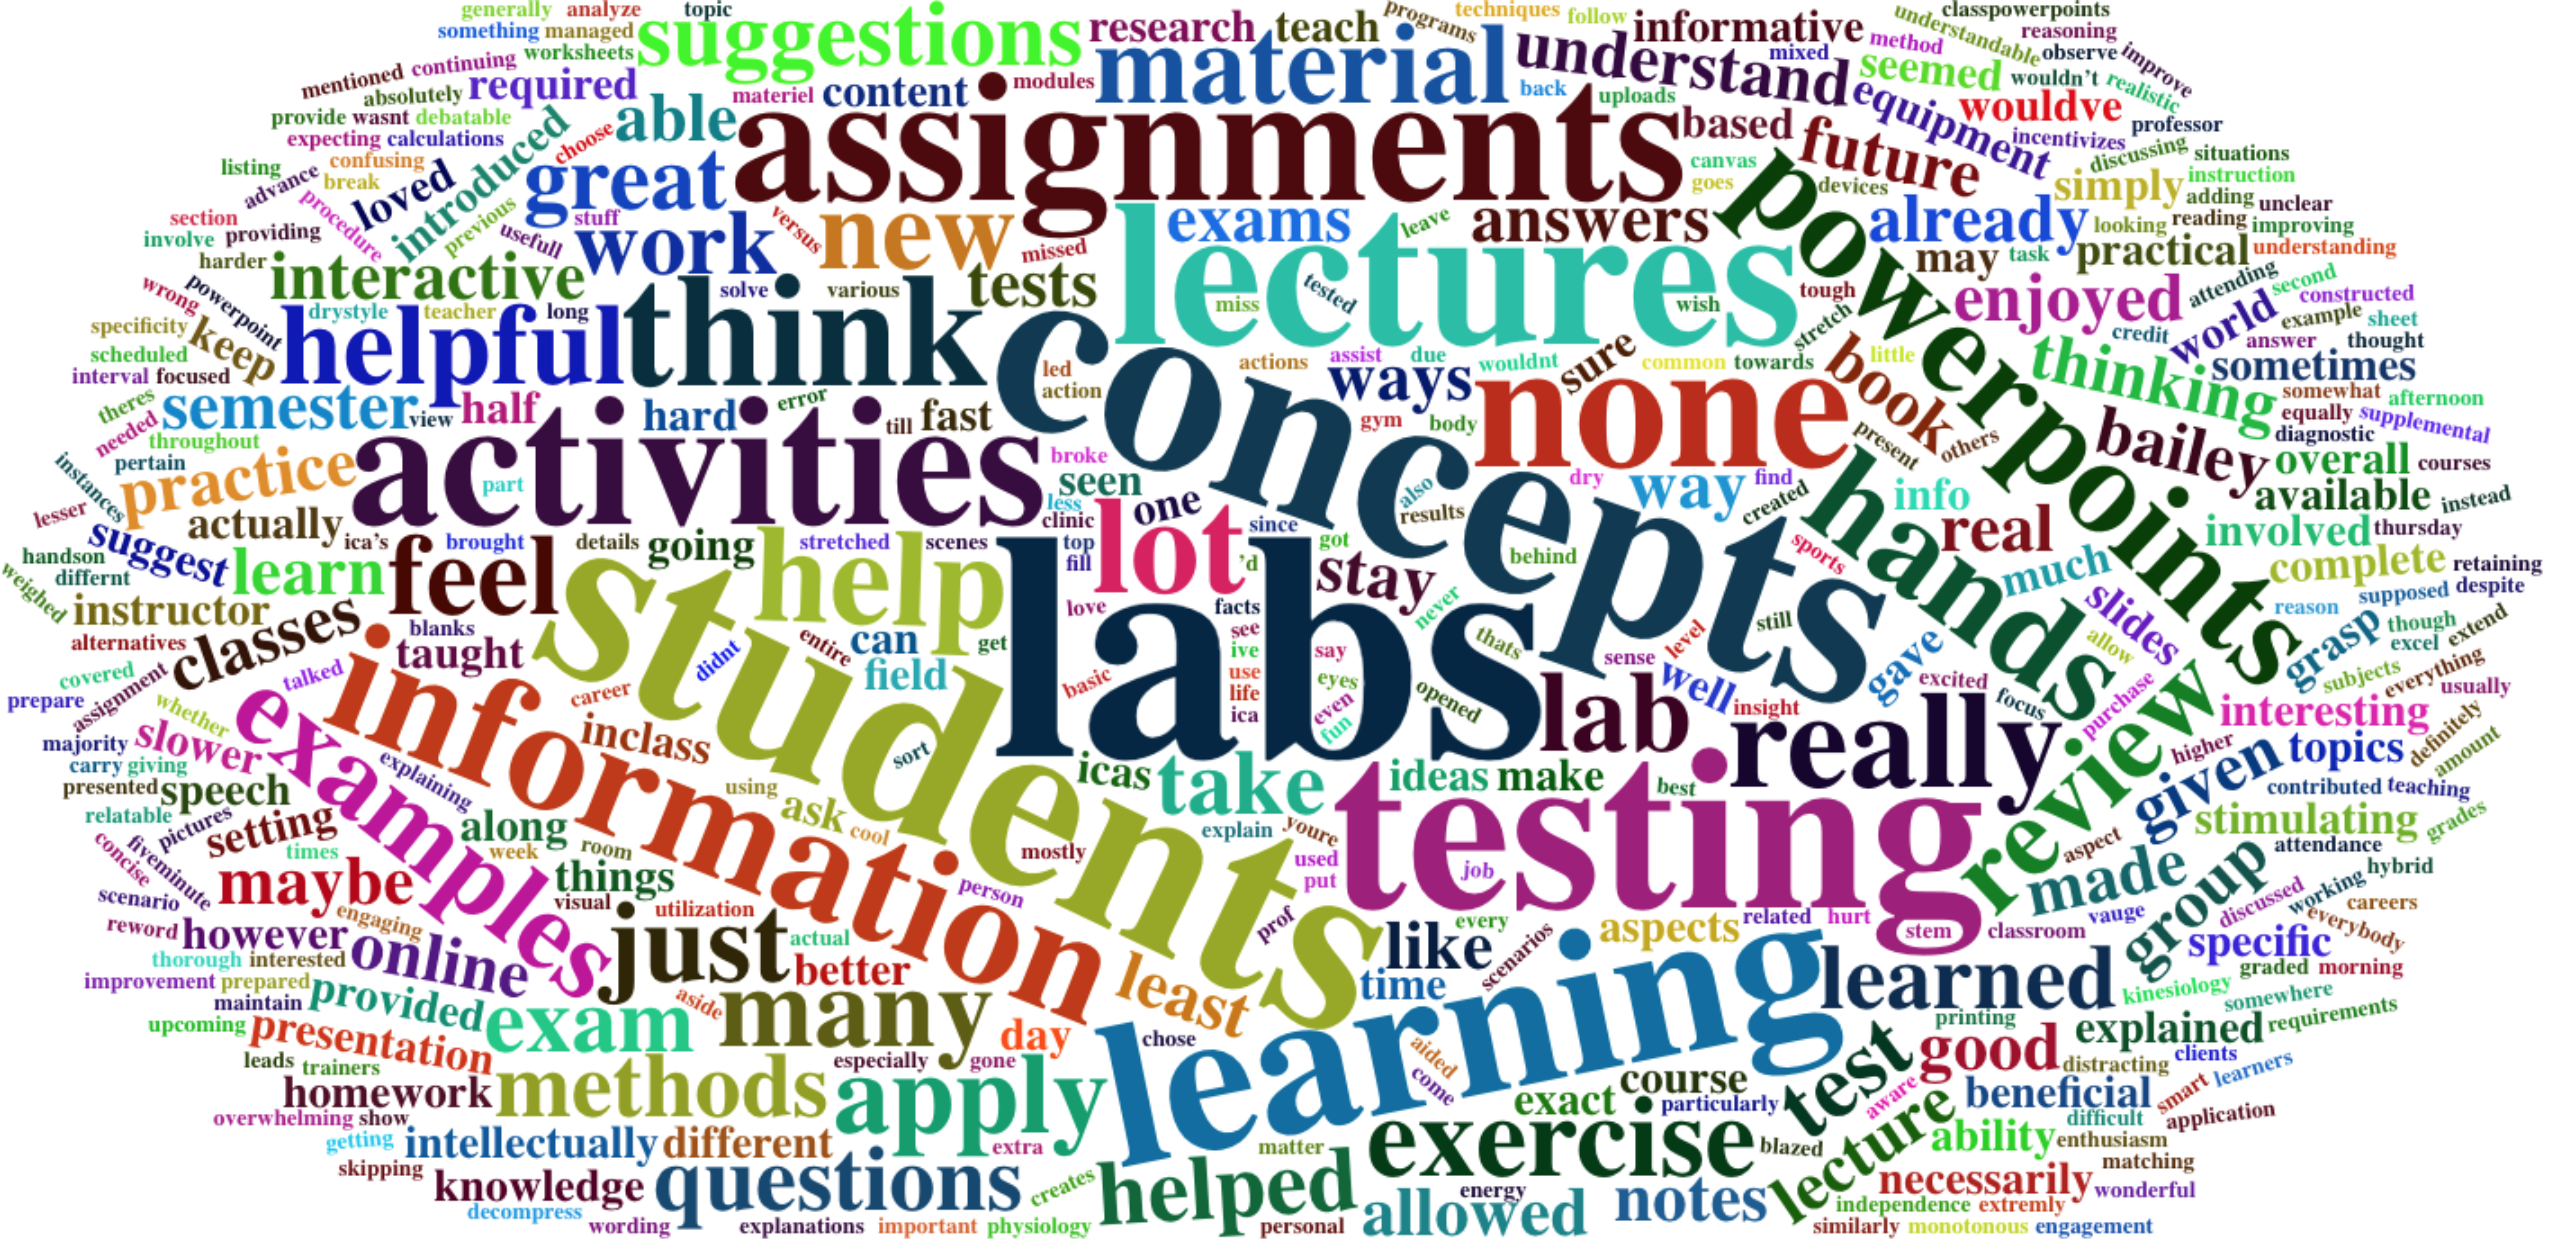 generally analyze topic
something managed
worksheets
suggestions
research teach
programs
techniques follow
informative
understandable
classpowerpoints
reasoning
mentioned continuing
absolutely required
able
materiel content
modules
material
back
understand
mixed method
seemed
observe
improve
wouldn't realistic
provide wasnt debatable
expecting calculations
introduced
choose
great
assignments
uploads
based
equipment
wouldve
incentivizes professor
future
listing
confusing
advance break
loved
procedure
previous
stuff
canvas
goes
devices
discussing situations
simply
instruction
adding unclear
section
involve providing
harder
usefull
work
versus
new
missed
exams
leave
answers
powerpoints
already
looking reading improving
interactive
tests
lectures
may task practical understanding
wrong powerpoint
drystyle teacher long
solve various
miss tested
wish tough
stretch
enjoyed
attending second
constructed
specificity keep
helpful
think
concepts
credit world example sheet
scheduled
interval focused
led
action
actions assist due wouldnt
ways
sure
common towards
book
little
thinking
answer thought
sometimes
theres
needed
semester
view half
hard
error
till fast
gym body
none
present others
bailey
somewhat afternoon
equally supplemental
diagnostic
throughout
pertain
instances
practice
activities
part
broke
seen
less
one
also
results
dry
way
find
created
hands
info
overall courses
available instead
lesser
suggest
actually
ica's brought details going stretched scenes
clinic
top
fill
lot
since
'd
got
stay
behind
sports
real
much
involved thursday
complete retaining
handson
differnt
weighed
learn
feel
students
help
labs
love
facts
see
ive
use
life
ica
never
thats
still
slides
reason supposed despite
instructor
alternatives
classes
blanks
taught
didnt
entire can
field
get
basic
say
eyes
even
fun
opened
sense level
well
gave
excited
focus
allow
purchase
grasp
though
excel extend
subjects everything
usually
covered
prepare assignment
whether
talked
information
career
inclass
sort
lab
insight
really
review
higher
interesting
definitely
majority slower
carry giving
presented speech
examples
explaining
using ask cool
icas take
ideas make
best
given
topics
amount
contributed teaching
relatable
pictures
setting
times
along
week room
explain youre
used
put
testing
job
stimulating
grades
concise
fiveminute
scenario
maybe
things
visual utilization
mostly
person
prof
every
aspects
related hurt stem
classroom
aspect
made
vauge
group
attendance
hybrid
discussed working careers
everybody
reword however
engaging
thorough interested
online
just
actual
better
like
time
scenarios
specific
graded morning
improvement prepared
maintain
provided
aside
many
least
learning
learned
kinesiology
somewhere
upcoming presentation
exam
day
chose
printing
explained
requirements
leads
trainers
especially gone
aided
come
test
good
distracting clients
homework
methods
apply
exact
course
particularly
aware
beneficial
smart learners
overwhelming show
getting
intellectually different
extra
matter
exercise
blazed
lecture
ability
difficult application
enthusiasm
matching
skipping
knowledge questions
creates
helped
energy
allowed notes
necessarily wonderful
decompress
wording explanations important physiology
personal
independence extremly
similarly monotonous engagement